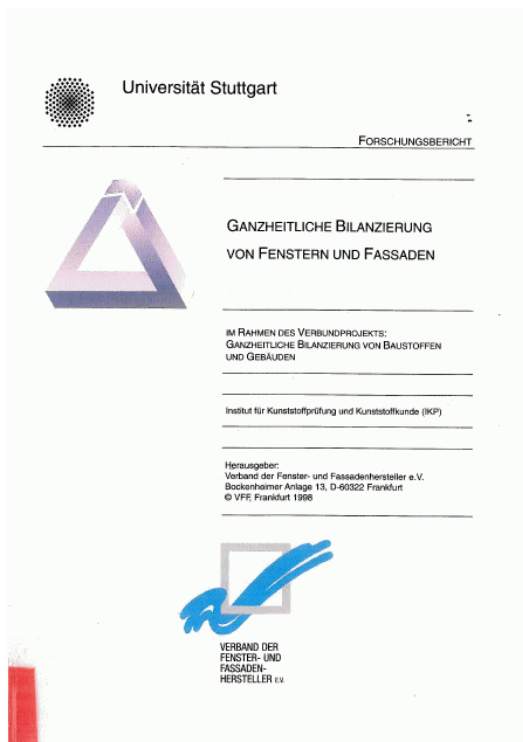 Universität Stuttgart
FORSCHUNGSBERICHT
GANZHEITLICHE BILANZIERUNG
VON FENSTERN UND FASSADEN
IM RAHMEN DES VERBUNDPROJEKTS:
GANZHEITLICHE BILANZIERUNG VON BAUSTOFFEN
UND GEBÄUDEN
Institut für Kunststoffprüfung und Kunststoffkunde (IKP)
Herausgeber:
Verband der Fenster- und Fassadenhersteller e.V.
Bockenheimer Anlage 13, D-60322 Frankfurt
© VFF, Frankfurt 1998
VERBAND DER
FENSTER- UND
FASSADEN-
HERSTELLER e.V.